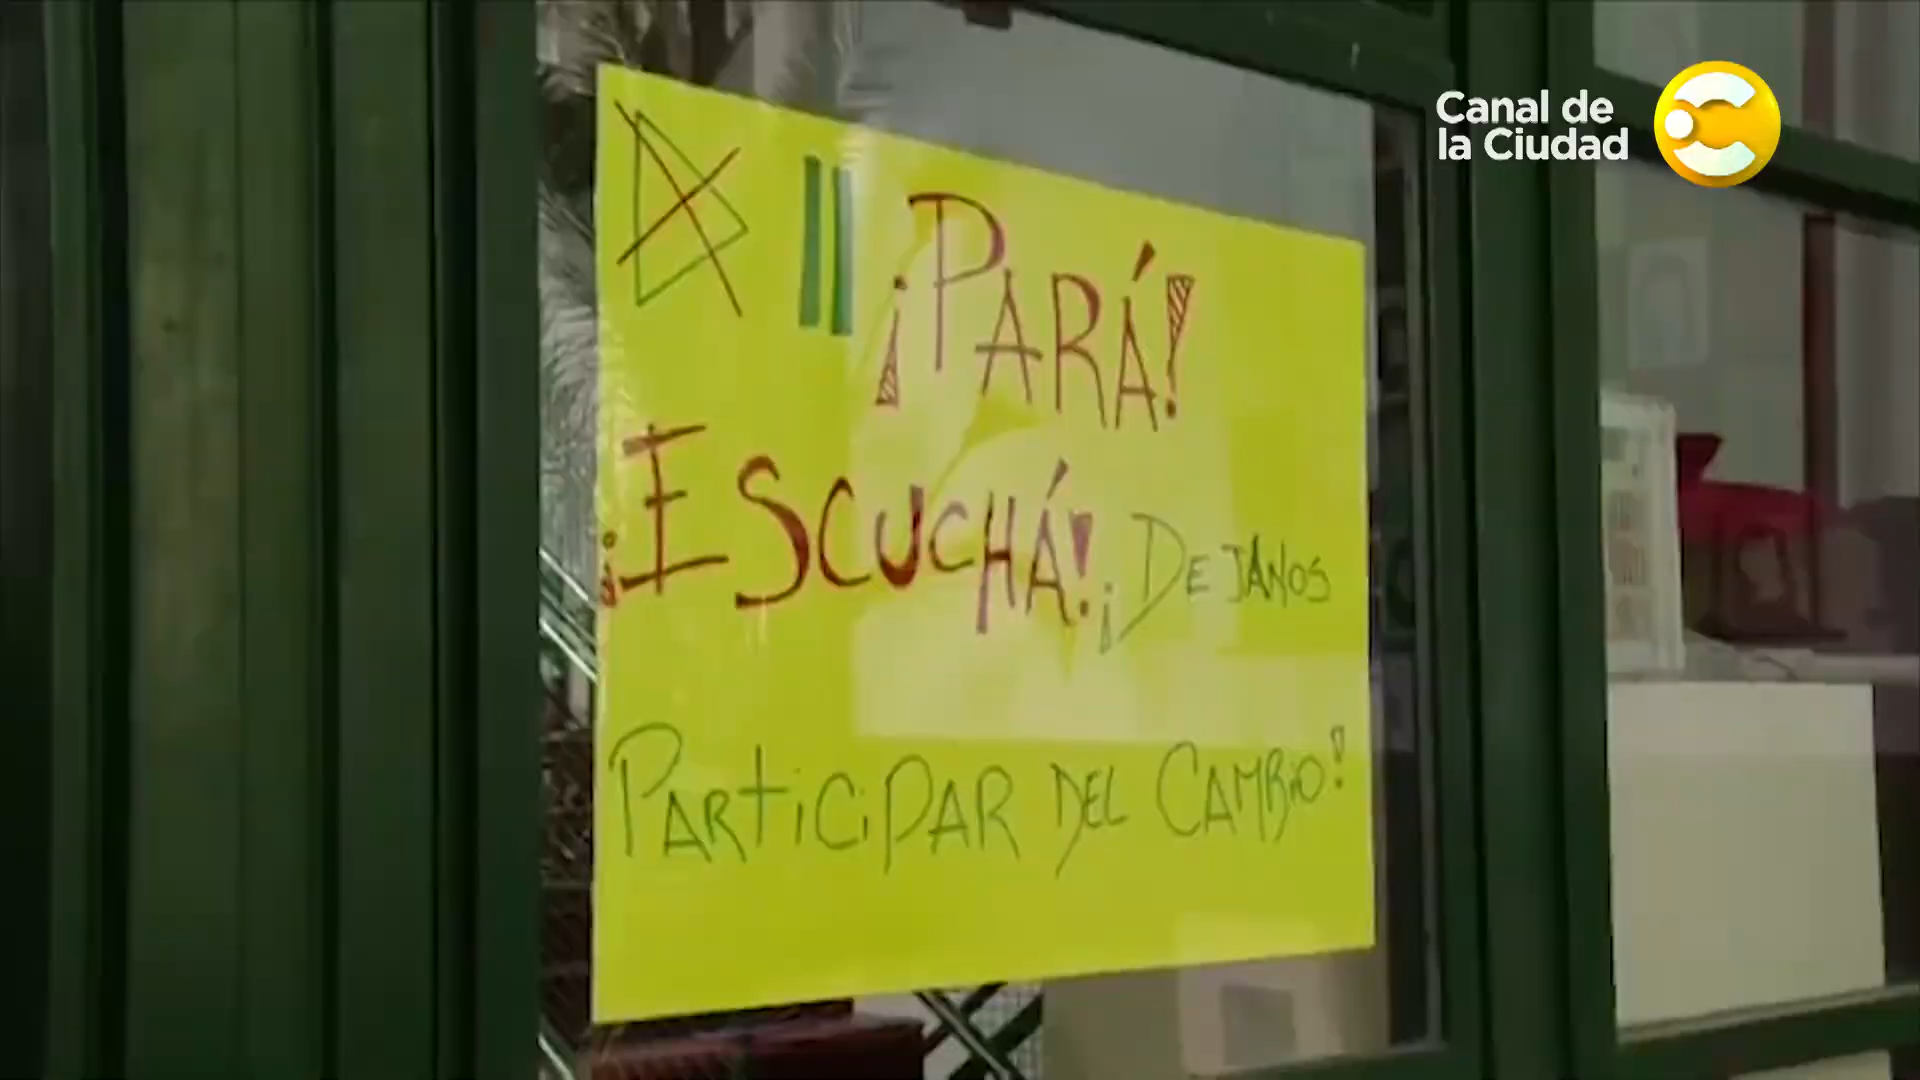 Canal de
la Ciudad
¡PARÁ!
¡ESCUCHÁ! ¡DEJANOS
PARTICIPAR DEL CAMBIO!